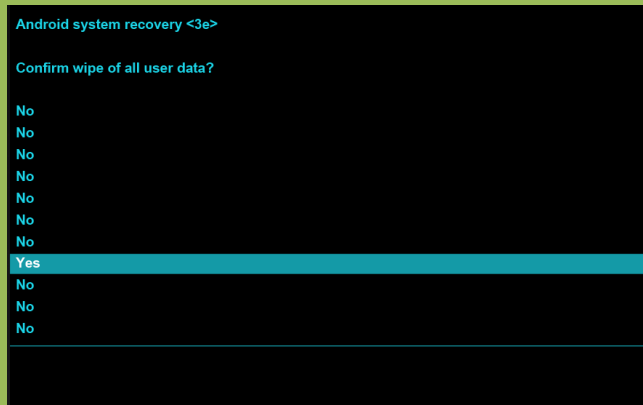 Android system recovery <3e>
Confirm wipe of all user data?
No
No
No
No
No
No
No
Yes
No
No
No